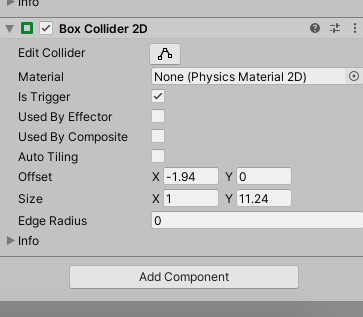 Info
Box Collider 2D
Edit Collider
Material None (Physics Material 2D)
Is Trigger
Used By Effector
Used By Composite
Auto Tiling
Offset X -1.94 Y 0
Size X 1 Y 11.24
Edge Radius 0
Info
Add Component